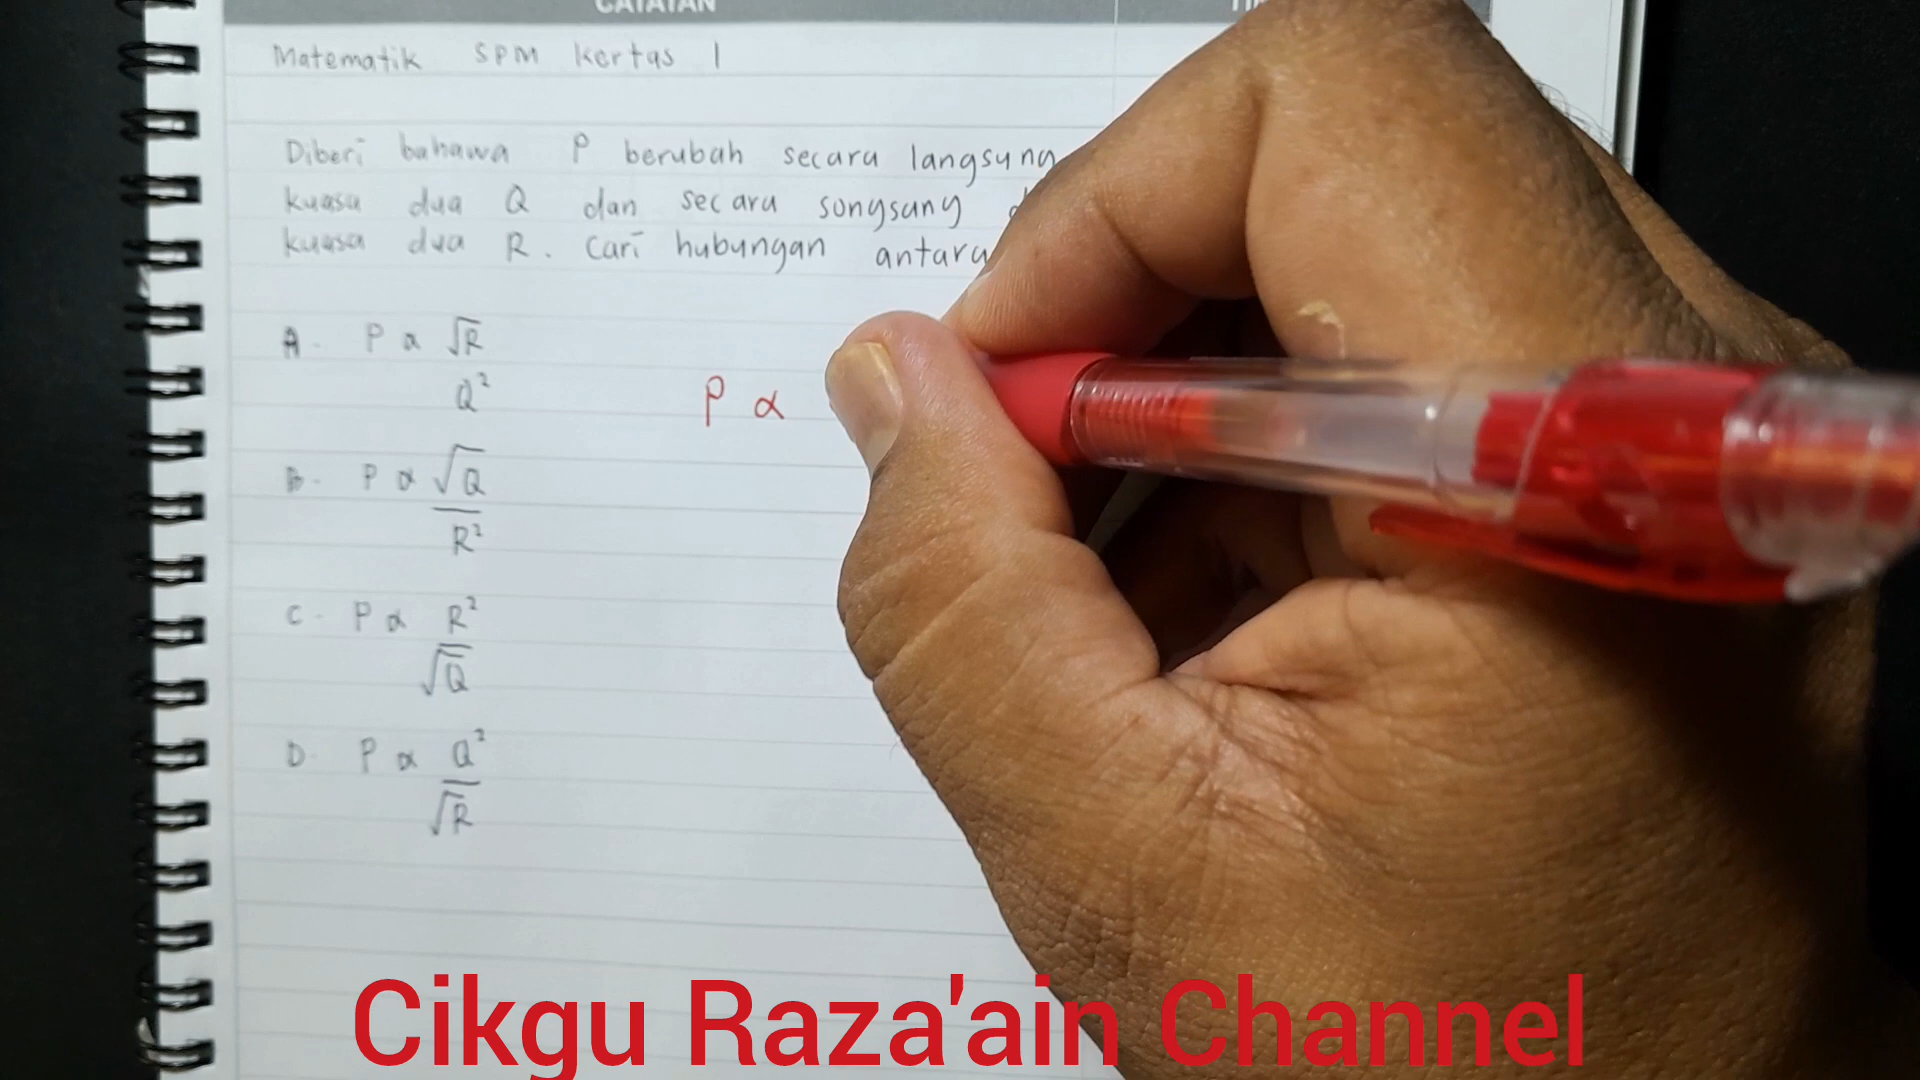 CATATAN
Matematik SPM kertas 1
Diberi bahawa P berubah secara langsung
kuasa dua Q dan secara songsang
kuasa dua R. Cari hubungan antara
A. P α √R
Q²
P α
B. P α √Q
R²
C. P α R²
√Q
D. P α Q²
√R
Cikgu Raza'ain Channel